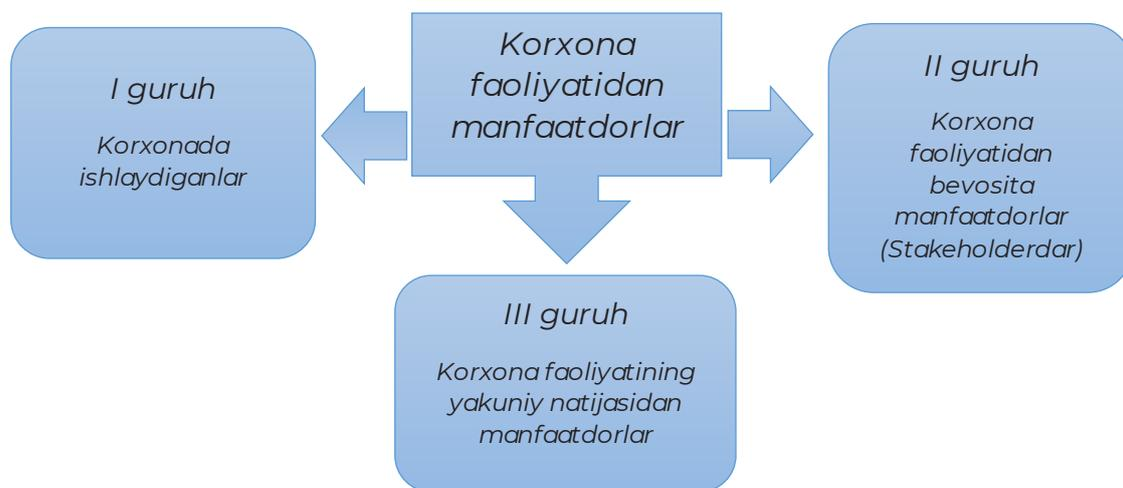 Korxona
faoliyatidan
manfaatdorlar
I guruh
Korxonada
ishlaydiganlar
II guruh
Korxona
faoliyatidan
bevosita
manfaatdorlar
(Stakeholderdar)
III guruh
Korxona faoliyatining
yakuniy natijasidan
manfaatdorlar